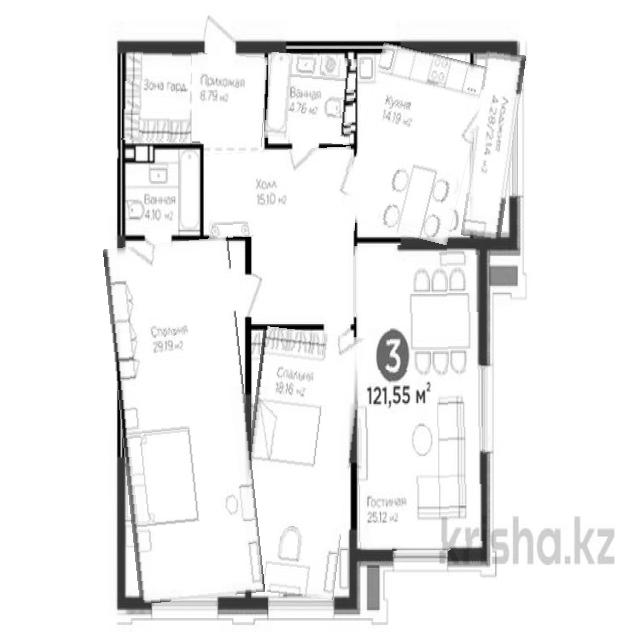 Зона гард.
Прихожая
8.79 м2
Ванная
4.76 м2
Кухня
14.19 м2
Лоджия
4.28/2.14 м2
Ванная
4.10 м2
Холл
15.10 м2
Спальня
29.19 м2
Спальня
18.16 м2
3
121,55 м²
Гостиная
25.12 м2
krisha.kz